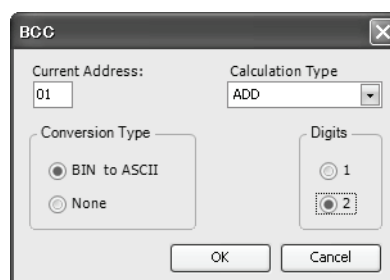 BCC
Current Address:
01
Calculation Type
ADD
Conversion Type
BIN to ASCII
None
Digits
1
2
OK
Cancel